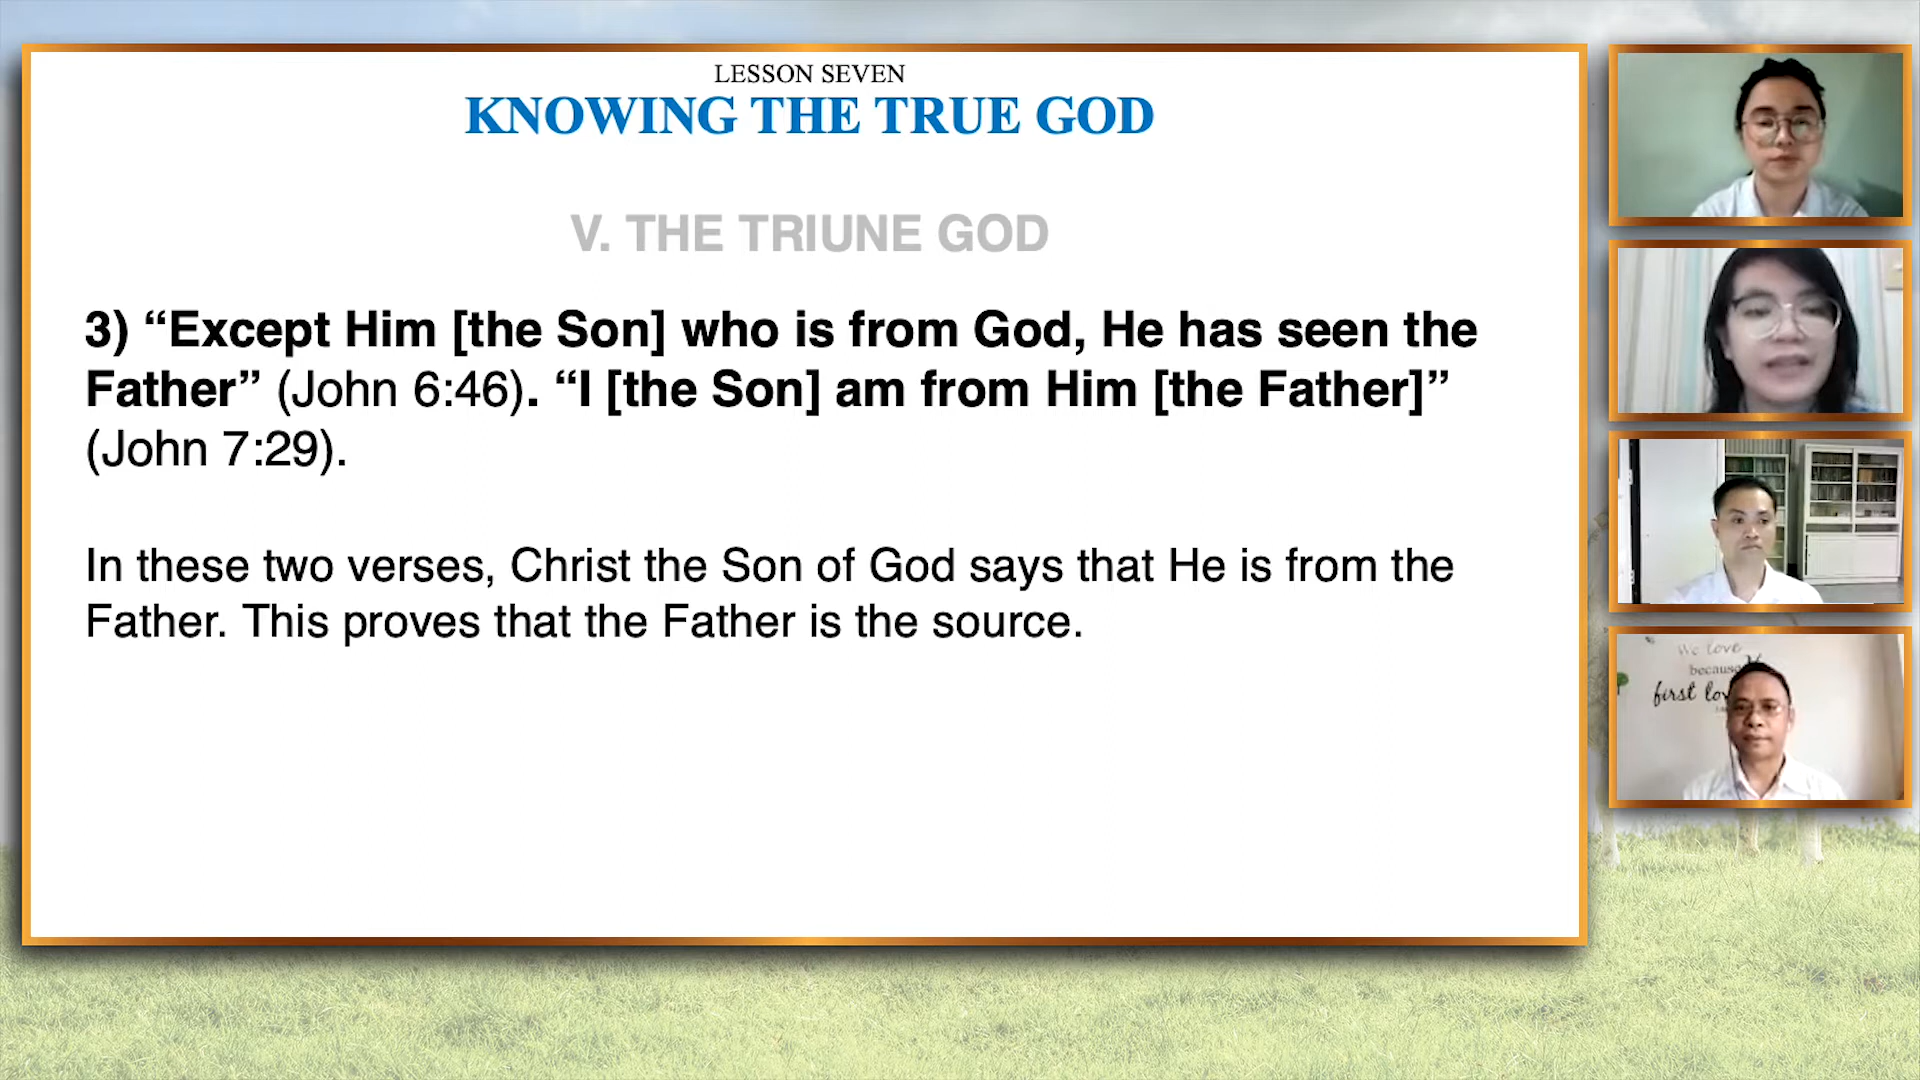 LESSON SEVEN
KNOWING THE TRUE GOD
V. THE TRIUNE GOD
3) “Except Him [the Son] who is from God, He has seen the
Father” (John 6:46). “I [the Son] am from Him [the Father]”
(John 7:29).
In these two verses, Christ the Son of God says that He is from the
Father. This proves that the Father is the source.
We love
because
first